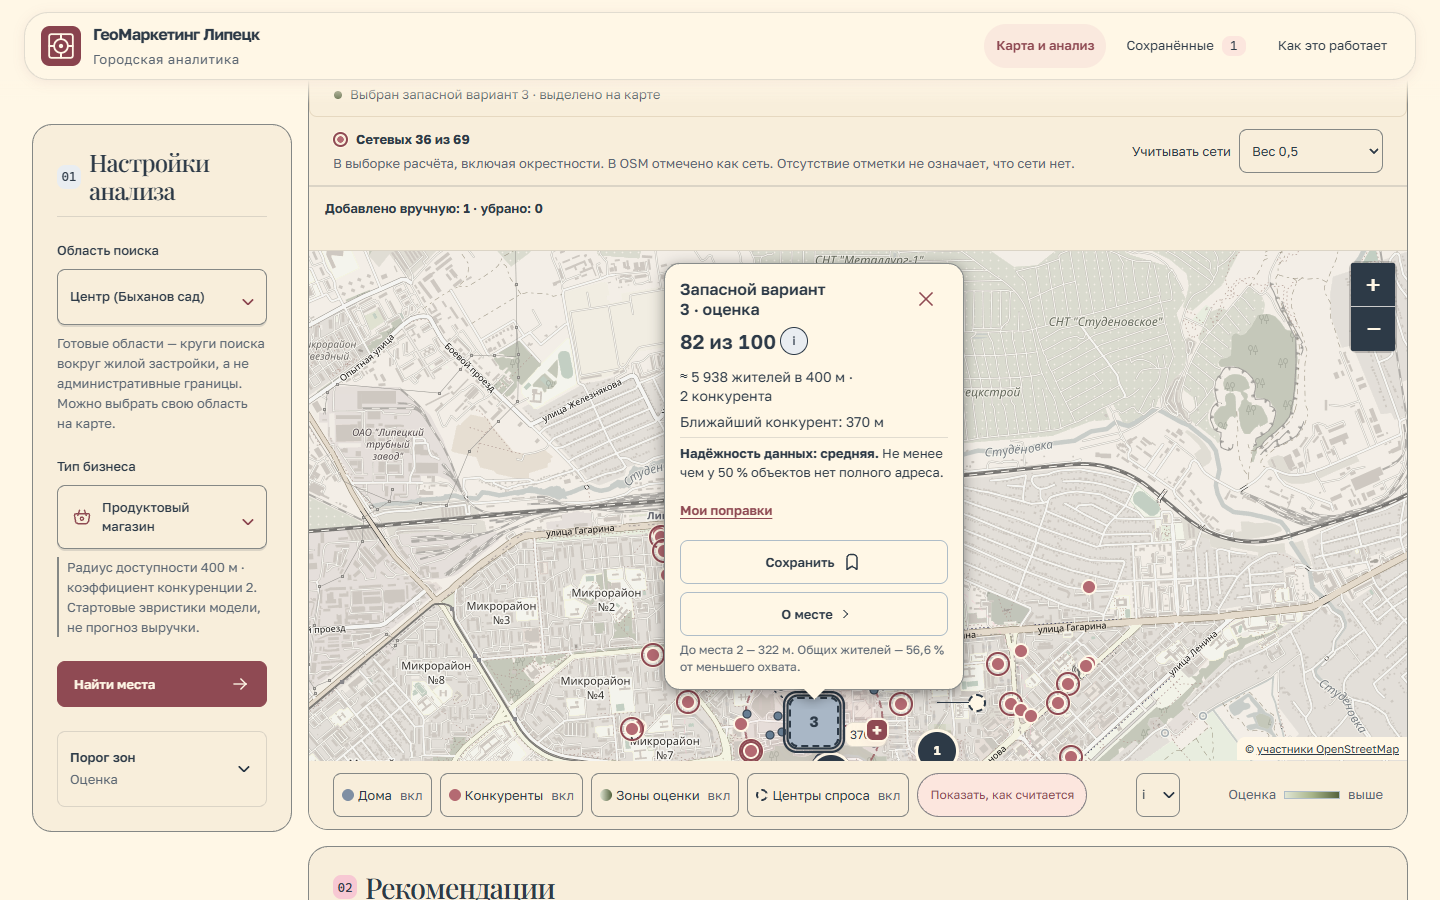 ГеоМаркетинг Липецк
Городская аналитика
Карта и анализ
Сохранённые 1
Как это работает
01 Настройки
анализа
Область поиска
Центр (Быханов сад)
Готовые области — круги поиска
вокруг жилой застройки, а не
административные границы.
Можно выбрать свою область
на карте.
Тип бизнеса
Продуктовый
магазин
Радиус доступности 400 м ·
коэффициент конкуренции 2.
Стартовые эвристики модели,
не прогноз выручки.
Найти места
Порог зон
Оценка
Выбран запасной вариант 3 · выделено на карте
Сетевых 36 из 69
В выборке расчёта, включая окрестности. В OSM отмечено как сеть. Отсутствие отметки не означает, что сети нет.
Учитывать сети
Вес 0,5
Добавлено вручную: 1 · убрано: 0
СНТ "Металлург-1"
СНТ "Студеновское"
Опытная улица
Боевой проезд
улица Железнякова
ОАО "Липецкий
трубный
завод"
Студёновка
улица Гагарина
Микрорайон
№2
Микрорайон
№3
Микрорайон
№8
Микрорайон
№4
Микрорайон
№7
улица Гагарина
улица Ленина
Студёновка
Запасной вариант
3 · оценка
82 из 100 i
≈ 5 938 жителей в 400 м ·
2 конкурента
Ближайший конкурент: 370 м
Надёжность данных: средняя. Не менее
чем у 50 % объектов нет полного адреса.
Мои поправки
Сохранить
О месте
До места 2 — 322 м. Общих жителей — 56,6 %
от меньшего охвата.
3
1
+
−
© участники OpenStreetMap
Дома вкл
Конкуренты вкл
Зоны оценки вкл
Центры спроса вкл
Показать, как считается
i
Оценка
выше
02 Рекомендации